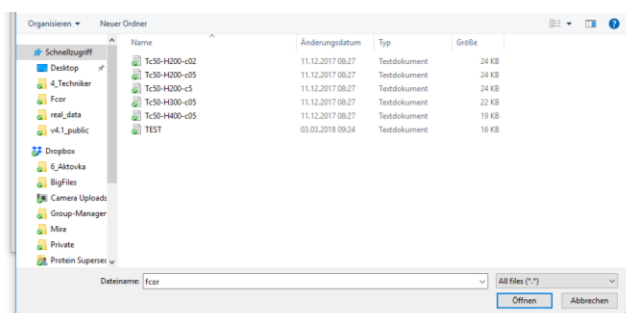 Organisieren Neuer Ordner
Name Änderungsdatum Typ Größe
Schnellzugriff
Desktop
4_Techniker
Fcor
real_data
v4.1_public
Dropbox
6_Aktovka
BigFiles
Camera Uploads
Group-Manager
Mira
Private
Protein Supersec
Tc50-H200-c02 11.12.2017 08:27 Textdokument 24 KB
Tc50-H200-c05 11.12.2017 08:27 Textdokument 24 KB
Tc50-H200-c5 11.12.2017 08:27 Textdokument 24 KB
Tc50-H300-c05 11.12.2017 08:27 Textdokument 22 KB
Tc50-H400-c05 11.12.2017 08:27 Textdokument 19 KB
TEST 03.03.2018 09:24 Textdokument 16 KB
Dateiname: fcor All files (*.*)
Öffnen Abbrechen